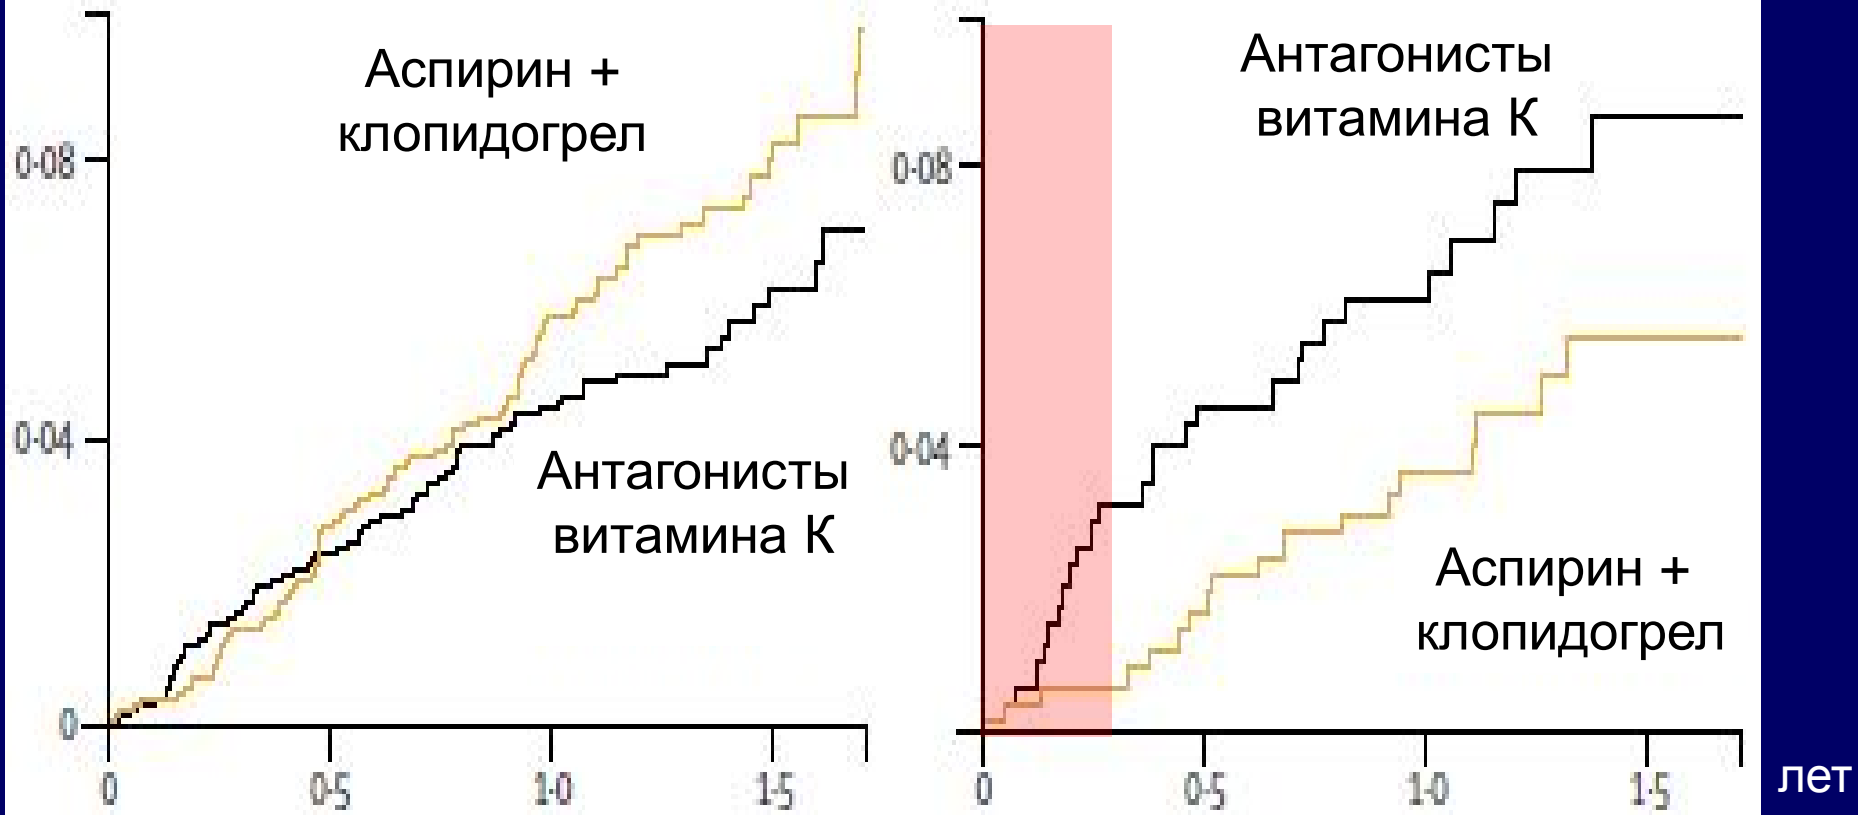 Аспирин +
клопидогрел
0·08
0·04
Антагонисты
витамина К
0
0 0·5 1·0 1·5
Антагонисты
витамина К
0·08
0·04
Аспирин +
клопидогрел
0 0·5 1·0 1·5
лет